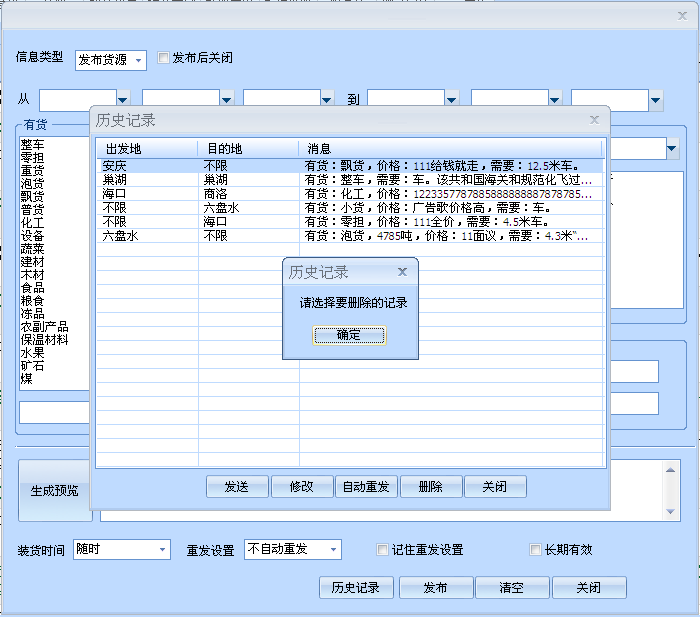 信息类型 发布货源 发布后关闭
从 到
有货
整车
零担
重货
泡货
飘货
普货
化工
设备
蔬菜
建材
木材
食品
粮食
冻品
农副产品
保温材料
水果
矿石
煤
历史记录
出发地 目的地 消息
安庆 不限 有货：飘货，价格：111给钱就走，需要：12.5米车。
巢湖 巢湖 有货：整车，需要：车。该共和国海关和规范化飞过...
海口 商洛 有货：化工，价格：122335778785888888887878785...
不限 六盘水 有货：小货，价格：广告歌价格高，需要：车。
不限 海口 有货：零担，价格：111全价，需要：4.5米车。
六盘水 不限 有货：泡货，4785吨，价格：11面议，需要：4.3米"...
历史记录
请选择要删除的记录
确定
发送 修改 自动重发 删除 关闭
生成预览
装货时间 随时 重发设置 不自动重发 记住重发设置 长期有效
历史记录 发布 清空 关闭